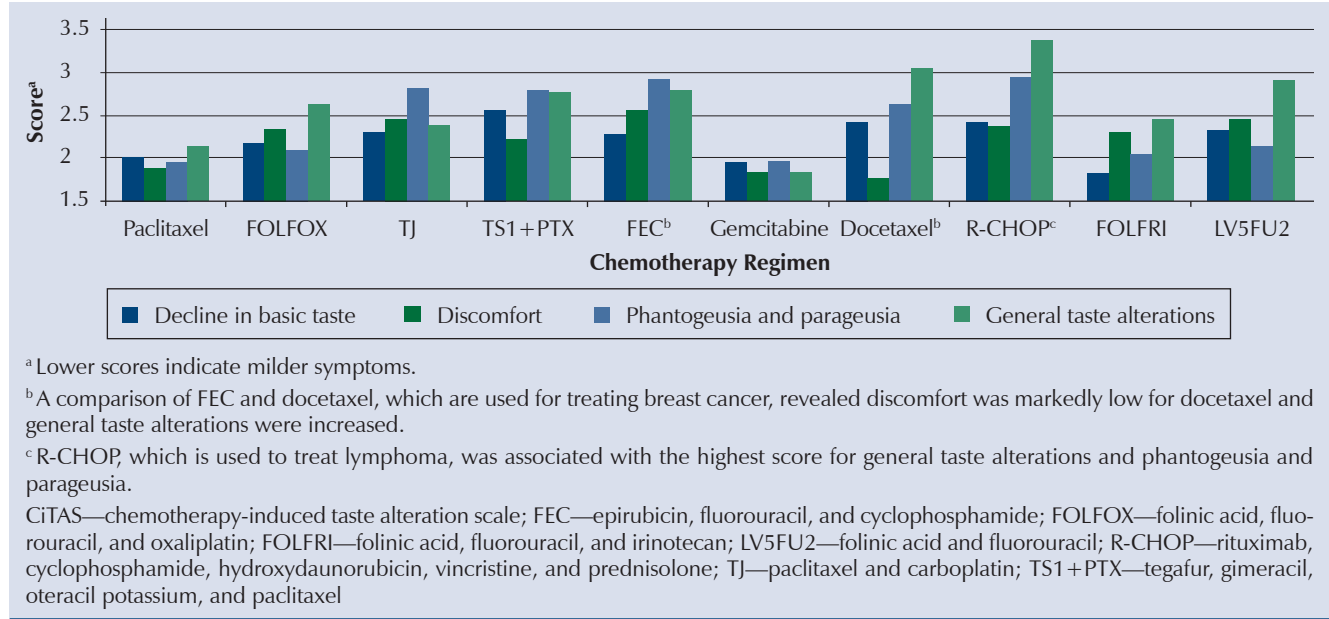 3.5
3
2.5
2
1.5
Scoreᵃ
Paclitaxel FOLFOX TJ TS1+PTX FECᵇ Gemcitabine Docetaxelᵇ R-CHOPᶜ FOLFRI LV5FU2
Chemotherapy Regimen
Decline in basic taste Discomfort Phantogeusia and parageusia General taste alterations
ᵃ Lower scores indicate milder symptoms.
ᵇ A comparison of FEC and docetaxel, which are used for treating breast cancer, revealed discomfort was markedly low for docetaxel and
general taste alterations were increased.
ᶜ R-CHOP, which is used to treat lymphoma, was associated with the highest score for general taste alterations and phantogeusia and
parageusia.
CiTAS—chemotherapy-induced taste alteration scale; FEC—epirubicin, fluorouracil, and cyclophosphamide; FOLFOX—folinic acid, fluo-
rouracil, and oxaliplatin; FOLFRI—folinic acid, fluorouracil, and irinotecan; LV5FU2—folinic acid and fluorouracil; R-CHOP—rituximab,
cyclophosphamide, hydroxydaunorubicin, vincristine, and prednisolone; TJ—paclitaxel and carboplatin; TS1+PTX—tegafur, gimeracil,
oteracil potassium, and paclitaxel